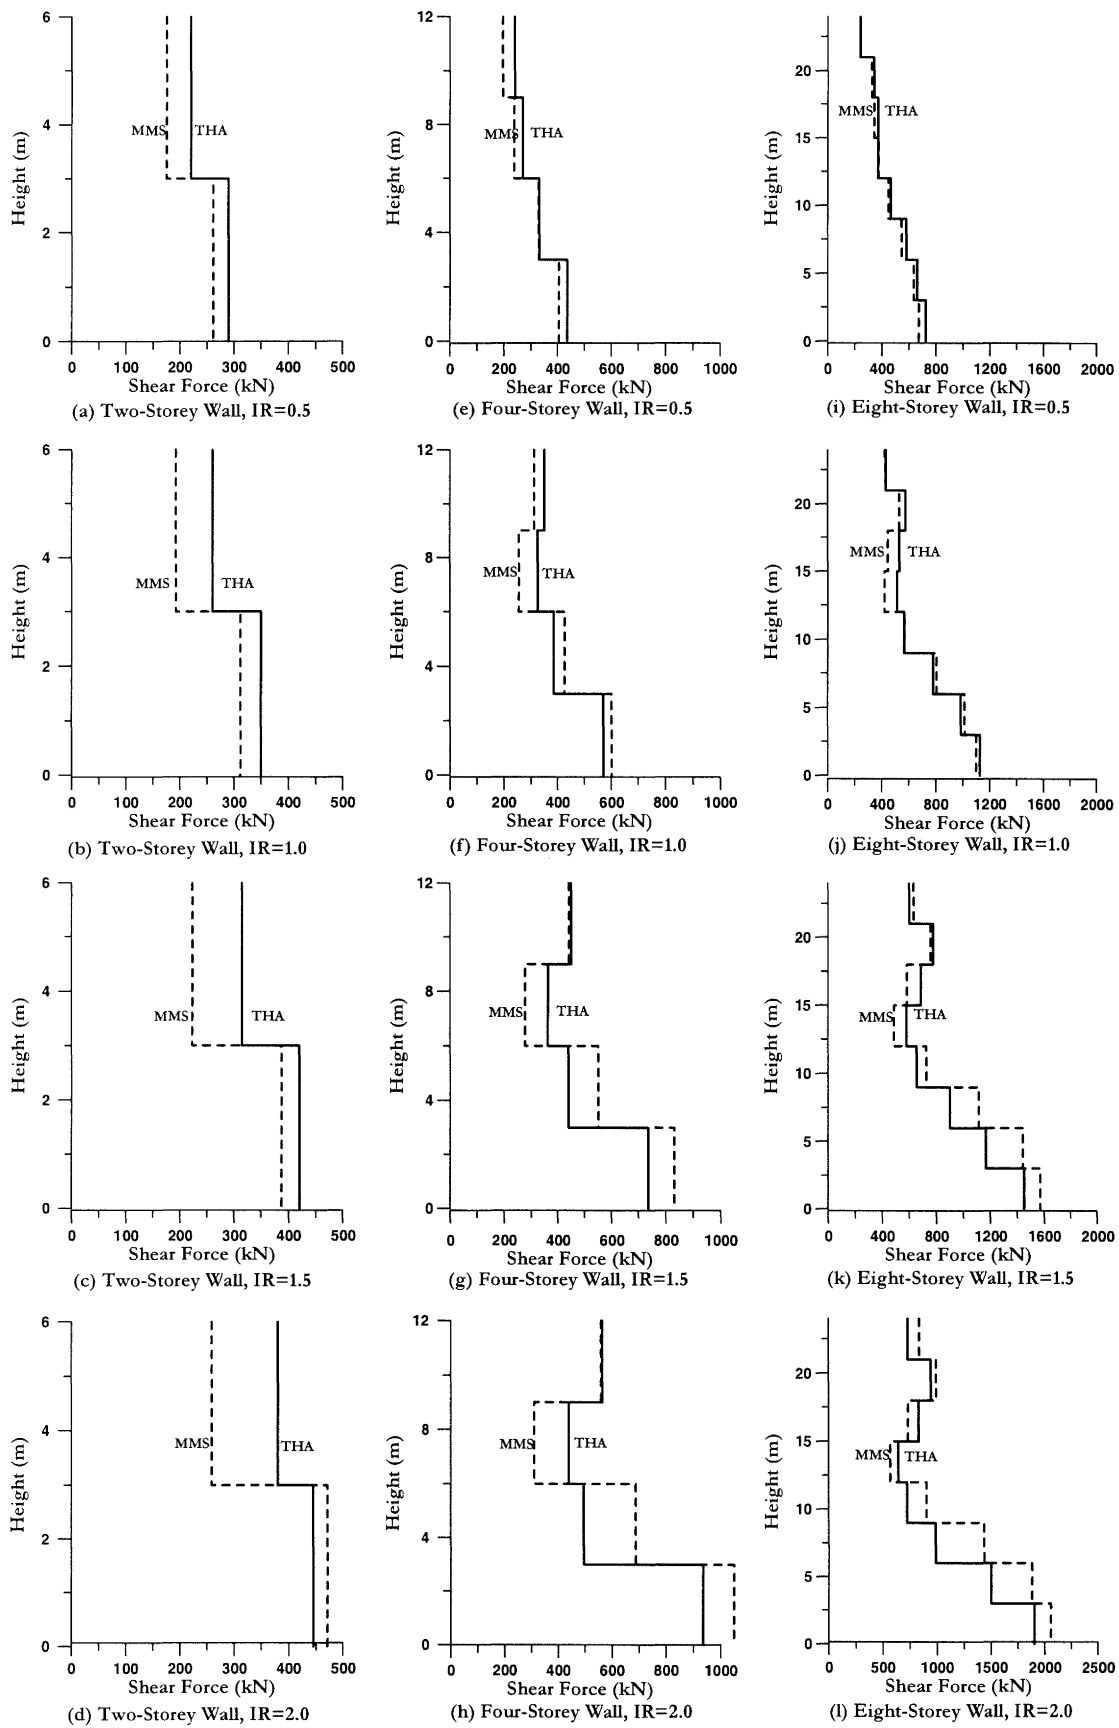 6
4
2
0
Height (m)
MMS
THA
0 100 200 300 400 500
Shear Force (kN)
(a) Two-Storey Wall, IR=0.5
12
8
4
0
Height (m)
MMS
THA
0 200 400 600 800 1000
Shear Force (kN)
(e) Four-Storey Wall, IR=0.5
20
15
10
5
0
Height (m)
MMS
THA
0 400 800 1200 1600 2000
Shear Force (kN)
(i) Eight-Storey Wall, IR=0.5
6
4
2
0
Height (m)
MMS
THA
0 100 200 300 400 500
Shear Force (kN)
(b) Two-Storey Wall, IR=1.0
12
8
4
0
Height (m)
MMS
THA
0 200 400 600 800 1000
Shear Force (kN)
(f) Four-Storey Wall, IR=1.0
20
15
10
5
0
Height (m)
MMS
THA
0 400 800 1200 1600 2000
Shear Force (kN)
(j) Eight-Storey Wall, IR=1.0
6
4
2
0
Height (m)
MMS
THA
0 100 200 300 400 500
Shear Force (kN)
(c) Two-Storey Wall, IR=1.5
12
8
4
0
Height (m)
MMS
THA
0 200 400 600 800 1000
Shear Force (kN)
(g) Four-Storey Wall, IR=1.5
20
15
10
5
0
Height (m)
MMS
THA
0 400 800 1200 1600 2000
Shear Force (kN)
(k) Eight-Storey Wall, IR=1.5
6
4
2
0
Height (m)
MMS
THA
0 100 200 300 400 500
Shear Force (kN)
(d) Two-Storey Wall, IR=2.0
12
8
4
0
Height (m)
MMS
THA
0 200 400 600 800 1000
Shear Force (kN)
(h) Four-Storey Wall, IR=2.0
20
15
10
5
0
Height (m)
MMS
THA
0 500 1000 1500 2000 2500
Shear Force (kN)
(l) Eight-Storey Wall, IR=2.0